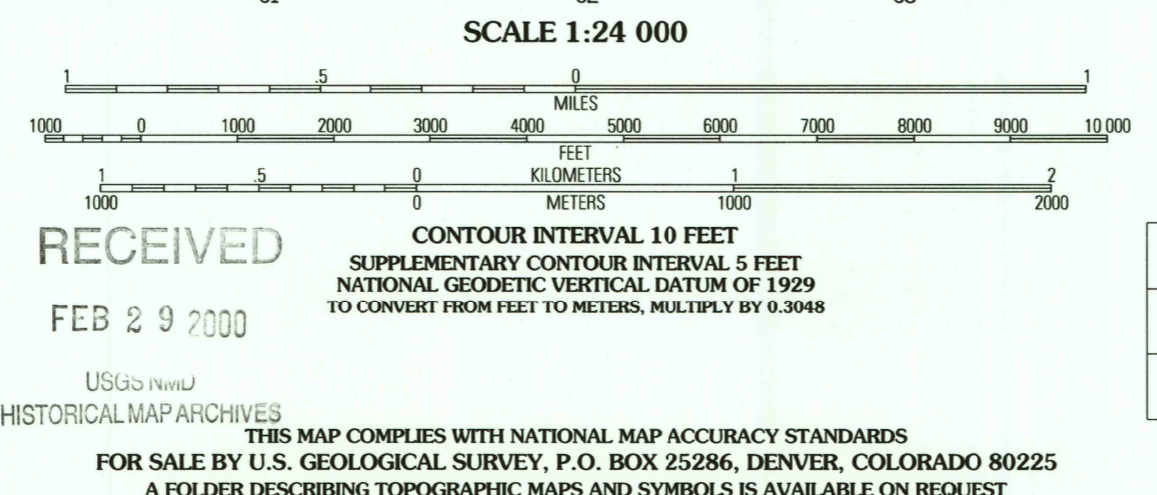 SCALE 1:24 000
1 .5 0 1
MILES
1000 0 1000 2000 3000 4000 5000 6000 7000 8000 9000 10 000
FEET
1 .5 0 KILOMETERS 1 2
1000 0 METERS 1000 2000
RECEIVED
FEB 2 9 2000
USGS NMD
HISTORICAL MAP ARCHIVES
CONTOUR INTERVAL 10 FEET
SUPPLEMENTARY CONTOUR INTERVAL 5 FEET
NATIONAL GEODETIC VERTICAL DATUM OF 1929
TO CONVERT FROM FEET TO METERS, MULTIPLY BY 0.3048
THIS MAP COMPLIES WITH NATIONAL MAP ACCURACY STANDARDS
FOR SALE BY U.S. GEOLOGICAL SURVEY, P.O. BOX 25286, DENVER, COLORADO 80225
A FOLDER DESCRIBING TOPOGRAPHIC MAPS AND SYMBOLS IS AVAILABLE ON REQUEST